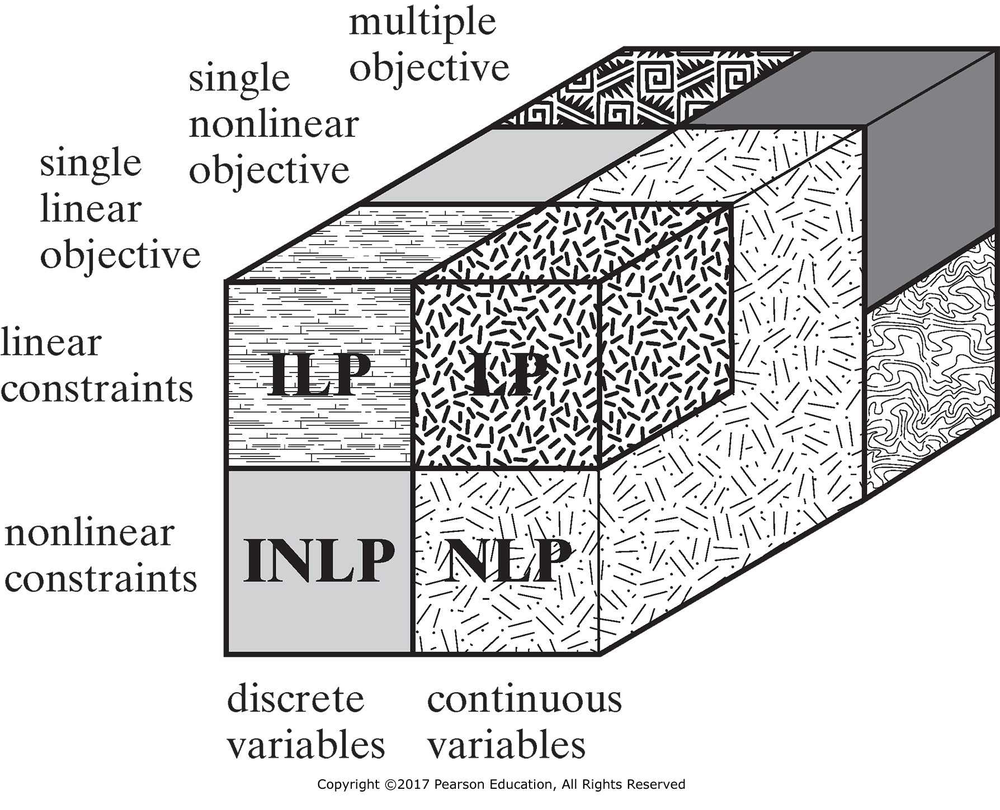 multiple
objective
single
nonlinear
objective
single
linear
objective
linear
constraints
ILP
LP
nonlinear
constraints
INLP
NLP
discrete
variables
continuous
variables
Copyright ©2017 Pearson Education, All Rights Reserved